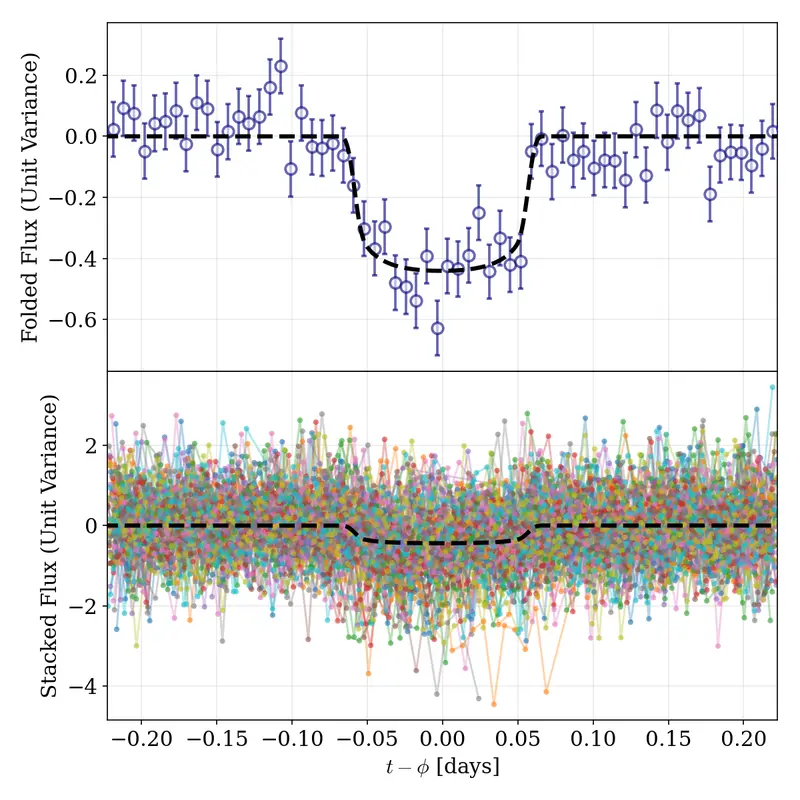 Folded Flux (Unit Variance)
0.2
0.0
−0.2
−0.4
−0.6
Stacked Flux (Unit Variance)
2
0
−2
−4
−0.20 −0.15 −0.10 −0.05 0.00 0.05 0.10 0.15 0.20
t − ϕ [days]